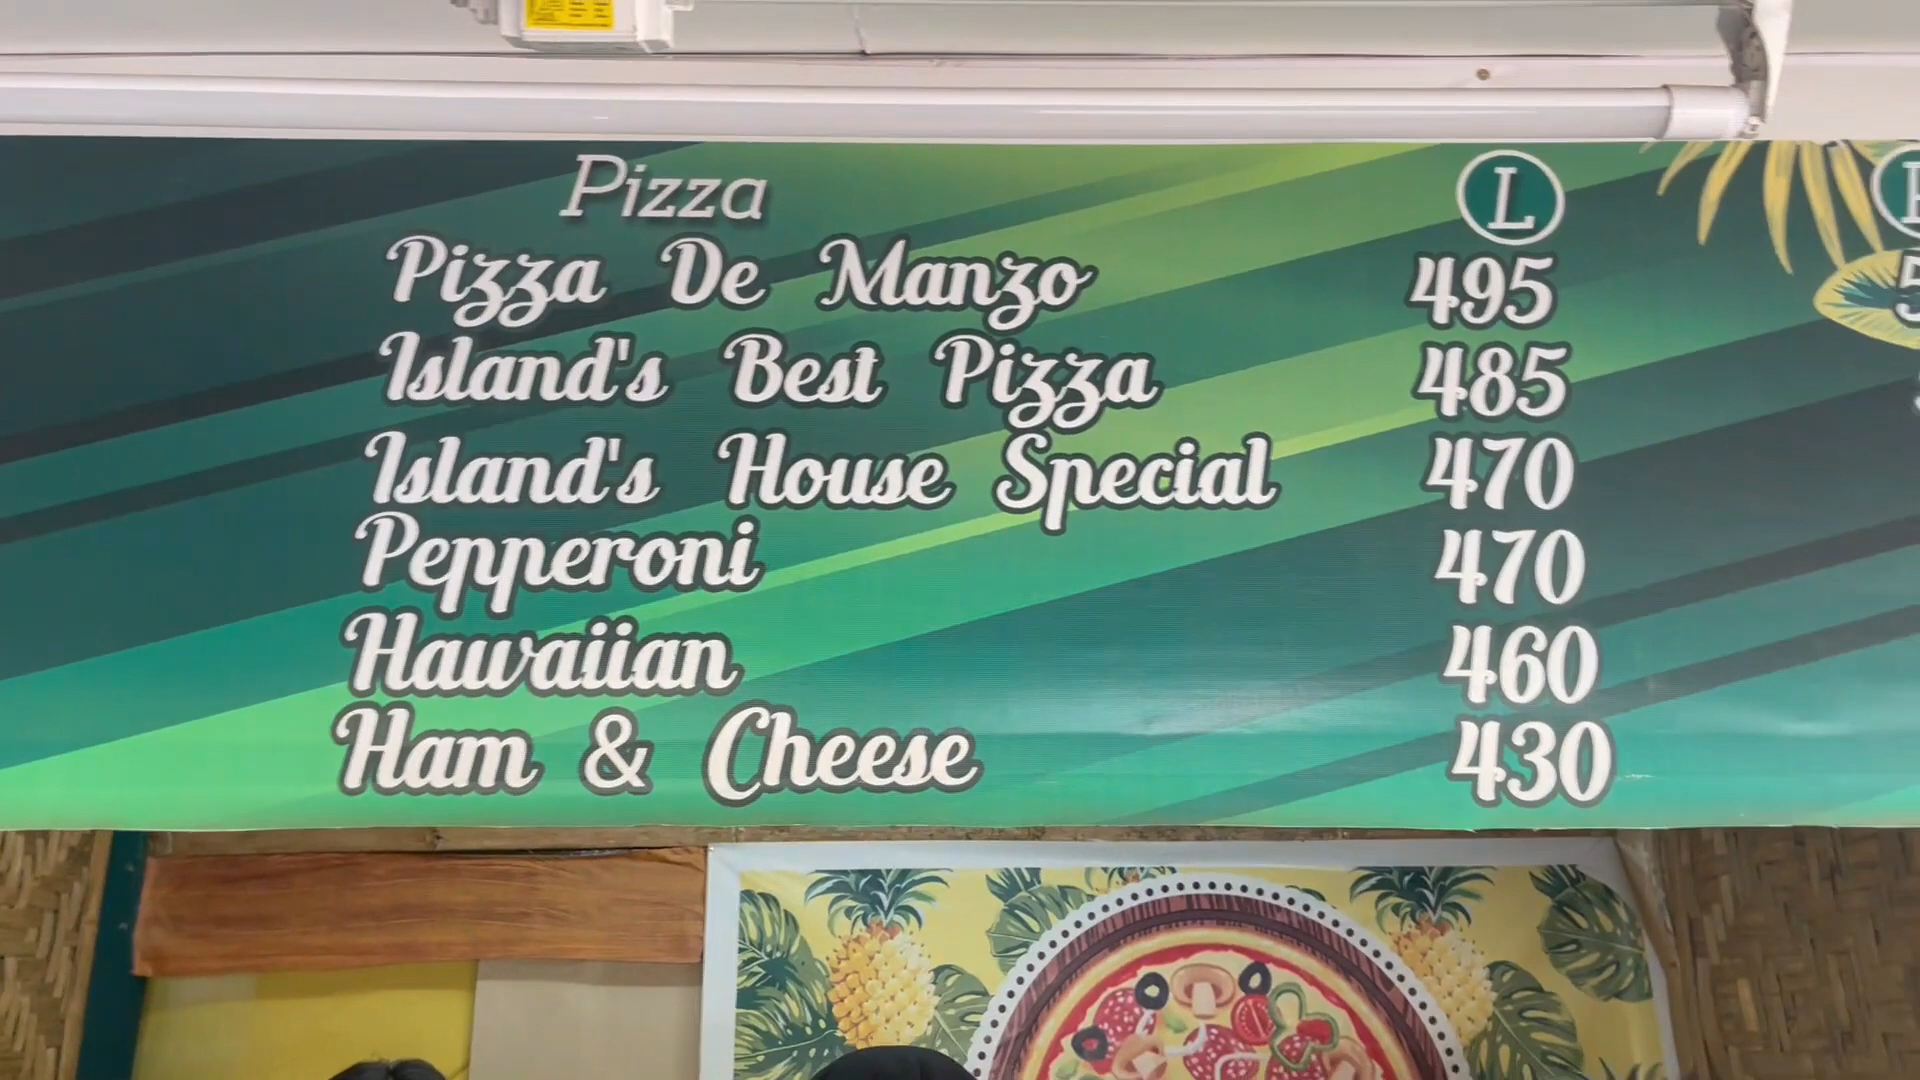 Pizza L
Pizza De Manzo 495
Island's Best Pizza 485
Island's House Special 470
Pepperoni 470
Hawaiian 460
Ham & Cheese 430